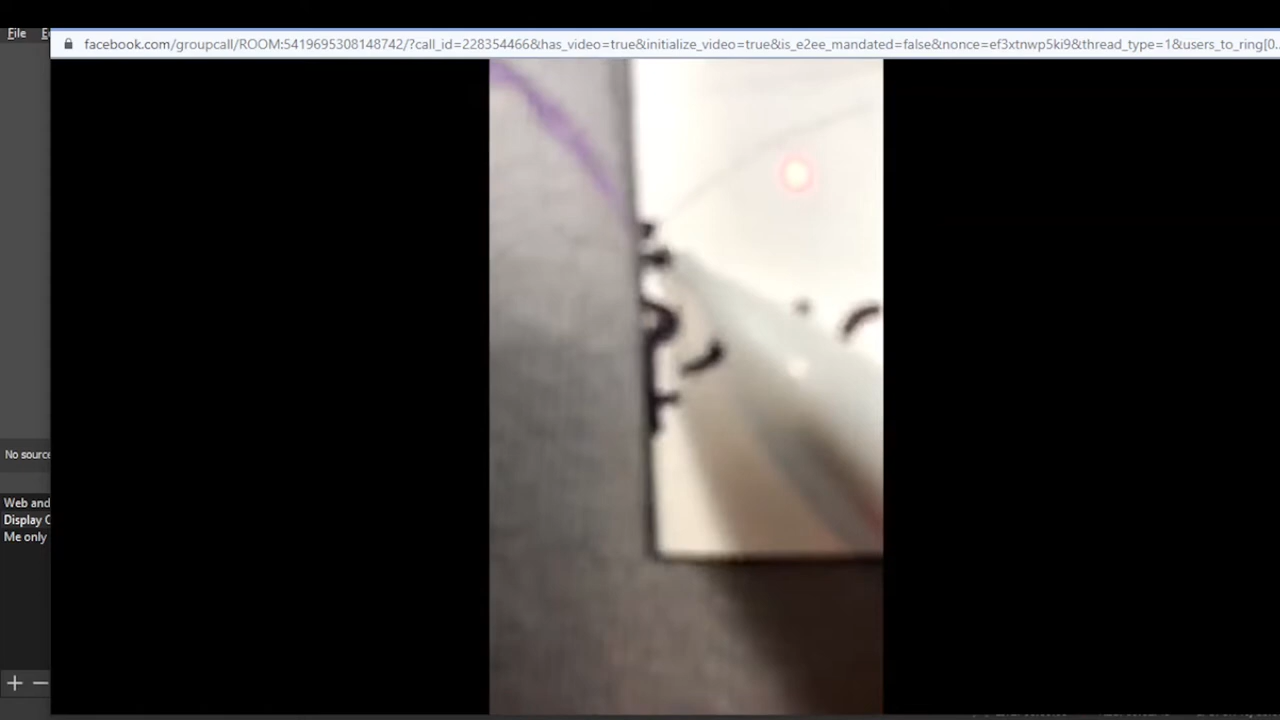 File
facebook.com/groupcall/ROOM:5419695308148742/?call_id=228354466&has_video=true&initialize_video=true&is_e2ee_mandated=false&nonce=ef3xtnwp5ki9&thread_type=1&users_to_ring[0...
No source
Web and
Display C
Me only